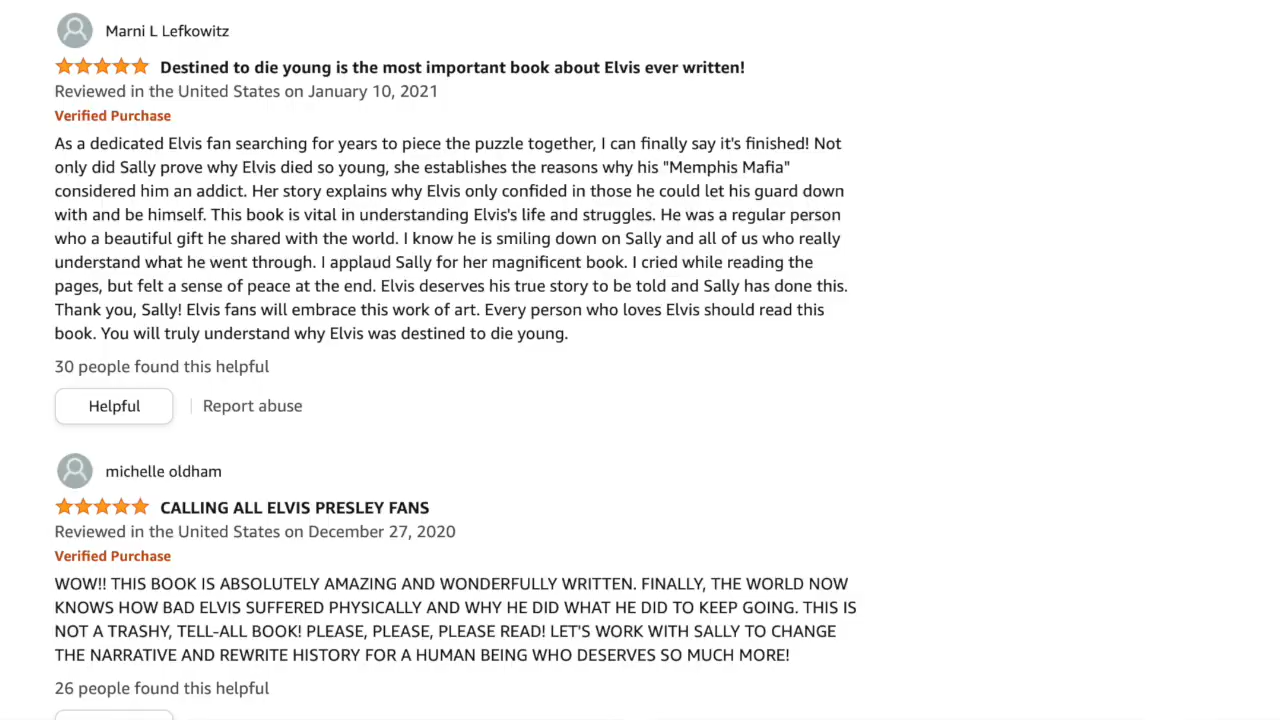 Marni L Lefkowitz
Destined to die young is the most important book about Elvis ever written!
Reviewed in the United States on January 10, 2021
Verified Purchase
As a dedicated Elvis fan searching for years to piece the puzzle together, I can finally say it's finished! Not
only did Sally prove why Elvis died so young, she establishes the reasons why his "Memphis Mafia"
considered him an addict. Her story explains why Elvis only confided in those he could let his guard down
with and be himself. This book is vital in understanding Elvis's life and struggles. He was a regular person
who a beautiful gift he shared with the world. I know he is smiling down on Sally and all of us who really
understand what he went through. I applaud Sally for her magnificent book. I cried while reading the
pages, but felt a sense of peace at the end. Elvis deserves his true story to be told and Sally has done this.
Thank you, Sally! Elvis fans will embrace this work of art. Every person who loves Elvis should read this
book. You will truly understand why Elvis was destined to die young.
30 people found this helpful
Helpful | Report abuse
michelle oldham
CALLING ALL ELVIS PRESLEY FANS
Reviewed in the United States on December 27, 2020
Verified Purchase
WOW!! THIS BOOK IS ABSOLUTELY AMAZING AND WONDERFULLY WRITTEN. FINALLY, THE WORLD NOW
KNOWS HOW BAD ELVIS SUFFERED PHYSICALLY AND WHY HE DID WHAT HE DID TO KEEP GOING. THIS IS
NOT A TRASHY, TELL-ALL BOOK! PLEASE, PLEASE, PLEASE READ! LET'S WORK WITH SALLY TO CHANGE
THE NARRATIVE AND REWRITE HISTORY FOR A HUMAN BEING WHO DESERVES SO MUCH MORE!
26 people found this helpful